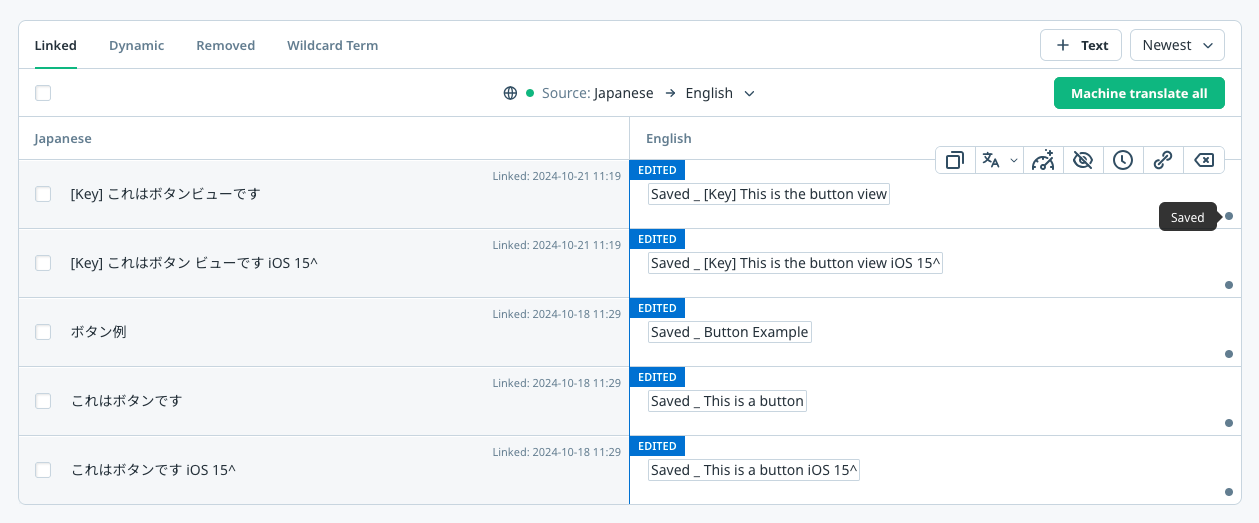 Linked Dynamic Removed Wildcard Term + Text Newest
Source: Japanese → English Machine translate all
Japanese English
Linked: 2024-10-21 11:19 EDITED
[Key] これはボタンビューです Saved _ [Key] This is the button view
Saved
Linked: 2024-10-21 11:19 EDITED
[Key] これはボタン ビューです iOS 15^ Saved _ [Key] This is the button view iOS 15^
Linked: 2024-10-18 11:29 EDITED
ボタン例 Saved _ Button Example
Linked: 2024-10-18 11:29 EDITED
これはボタンです Saved _ This is a button
Linked: 2024-10-18 11:29 EDITED
これはボタンです iOS 15^ Saved _ This is a button iOS 15^